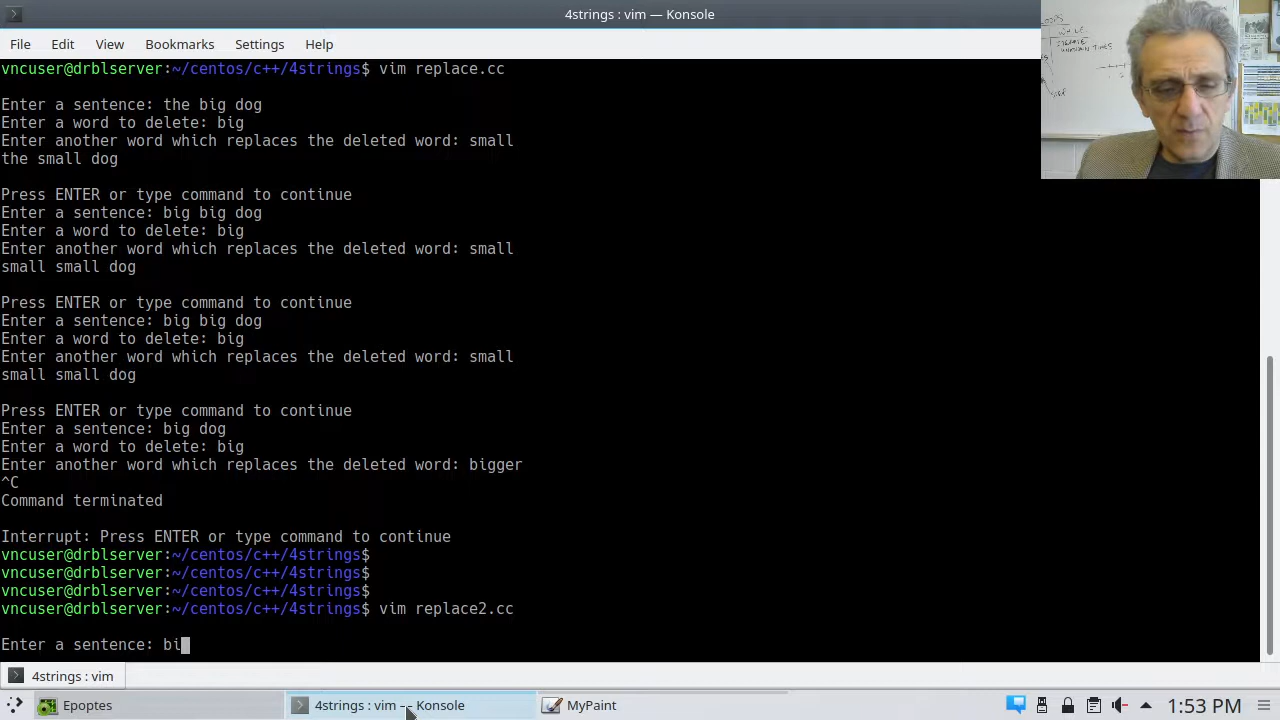 4strings : vim — Konsole
File Edit View Bookmarks Settings Help
vncuser@drblserver:~/centos/c++/4strings$ vim replace.cc
Enter a sentence: the big dog
Enter a word to delete: big
Enter another word which replaces the deleted word: small
the small dog
Press ENTER or type command to continue
Enter a sentence: big big dog
Enter a word to delete: big
Enter another word which replaces the deleted word: small
small small dog
Press ENTER or type command to continue
Enter a sentence: big big dog
Enter a word to delete: big
Enter another word which replaces the deleted word: small
small small dog
Press ENTER or type command to continue
Enter a sentence: big dog
Enter a word to delete: big
Enter another word which replaces the deleted word: bigger
^C
Command terminated
Interrupt: Press ENTER or type command to continue
vncuser@drblserver:~/centos/c++/4strings$
vncuser@drblserver:~/centos/c++/4strings$
vncuser@drblserver:~/centos/c++/4strings$
vncuser@drblserver:~/centos/c++/4strings$ vim replace2.cc
Enter a sentence: bi
4strings : vim
Epoptes
4strings : vim — Konsole
MyPaint
1:53 PM